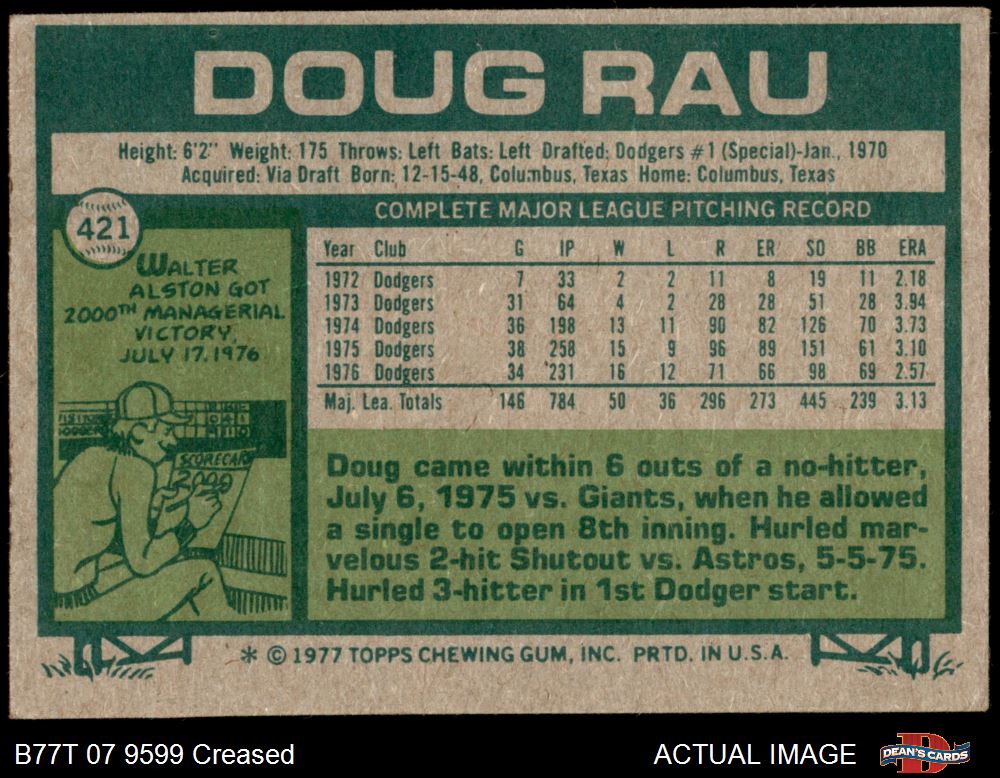 DOUG RAU
Height: 6'2" Weight: 175 Throws: Left Bats: Left Drafted: Dodgers #1 (Special)-Jan., 1970
Acquired: Via Draft Born: 12-15-48, Columbus, Texas Home: Columbus, Texas
421
WALTER
ALSTON GOT
2000TH MANAGERIAL
VICTORY,
JULY 17, 1976
SCORECARD
2000
COMPLETE MAJOR LEAGUE PITCHING RECORD
Year Club G IP W L R ER SO BB ERA
1972 Dodgers 7 33 2 2 11 8 19 11 2.18
1973 Dodgers 31 64 4 2 28 28 51 28 3.94
1974 Dodgers 36 198 13 11 90 82 126 70 3.73
1975 Dodgers 38 258 15 9 96 89 151 61 3.10
1976 Dodgers 34 231 16 12 71 66 98 69 2.57
Maj. Lea. Totals 146 784 50 36 296 273 445 239 3.13
Doug came within 6 outs of a no-hitter,
July 6, 1975 vs. Giants, when he allowed
a single to open 8th inning. Hurled mar-
velous 2-hit Shutout vs. Astros, 5-5-75.
Hurled 3-hitter in 1st Dodger start.
* © 1977 TOPPS CHEWING GUM, INC. PRTD. IN U.S.A.
B77T 07 9599 Creased
ACTUAL IMAGE
DEAN'S CARDS